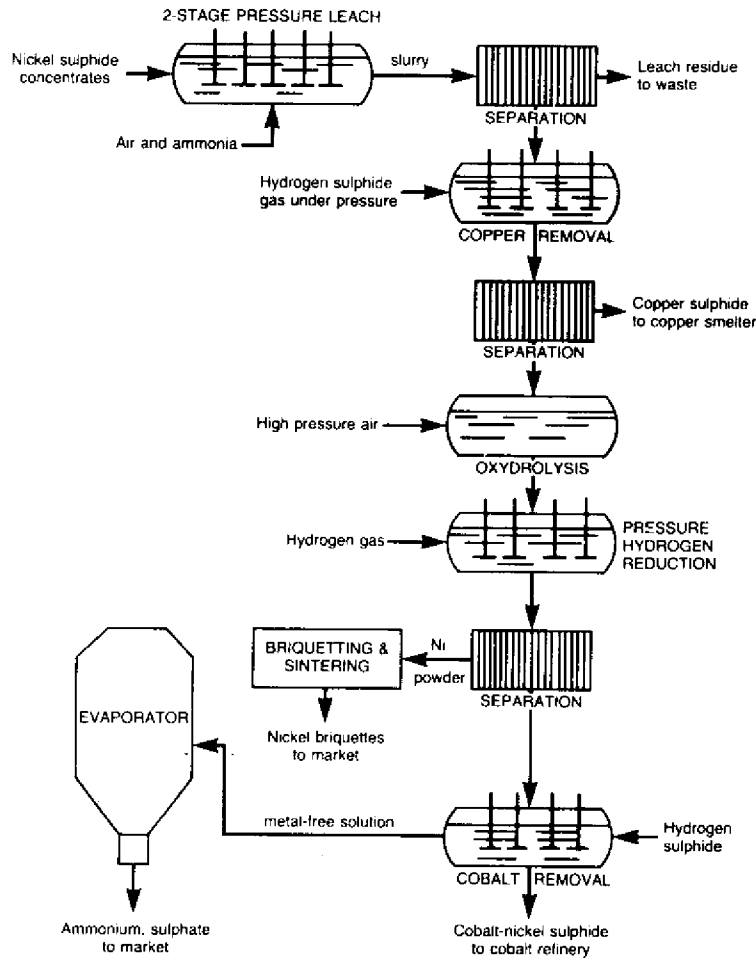 2-STAGE PRESSURE LEACH
Nickel sulphide
concentrates
slurry
Leach residue
to waste
SEPARATION
Air and ammonia
Hydrogen sulphide
gas under pressure
COPPER REMOVAL
Copper sulphide
to copper smelter
SEPARATION
High pressure air
OXYDROLYSIS
Hydrogen gas
PRESSURE
HYDROGEN
REDUCTION
BRIQUETTING &
SINTERING
Ni
powder
SEPARATION
EVAPORATOR
Nickel briquettes
to market
metal-free solution
Hydrogen
sulphide
COBALT REMOVAL
Ammonium, sulphate
to market
Cobalt-nickel sulphide
to cobalt refinery